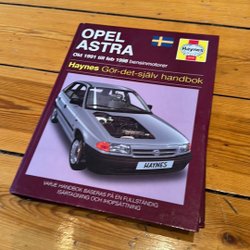 OPEL
ASTRA
Okt 1991 till feb 1998 bensinmotorer
Haynes Gör-det-själv handbok
Haynes
HAYNES
VARJE HANDBOK BASERAS PÅ EN FULLSTÄNDIG
ISÄRTAGNING OCH IHOPSÄTTNING